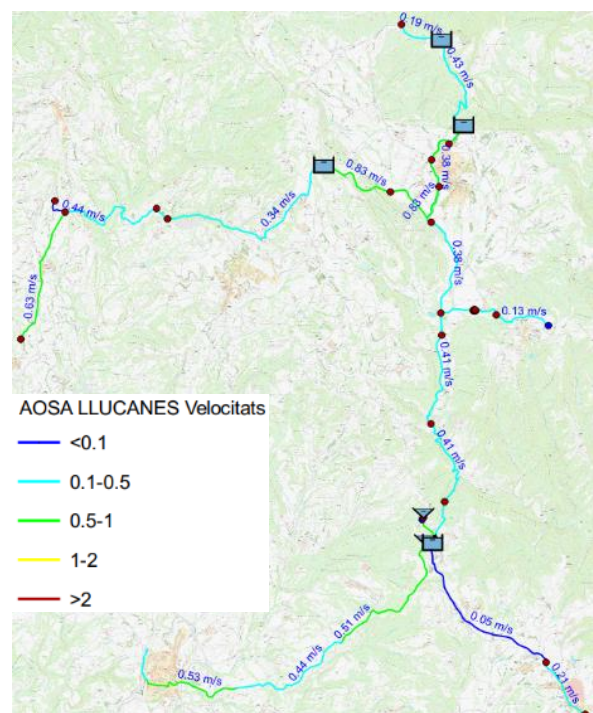 0.19 m/s
0.43 m/s
0.38 m/s
0.83 m/s
0.83 m/s
0.44 m/s
0.34 m/s
0.38 m/s
0.63 m/s
0.13 m/s
0.41 m/s
AOSA LLUCANES Velocitats
<0.1
0.1-0.5
0.5-1
1-2
>2
0.41 m/s
0.05 m/s
0.51 m/s
0.44 m/s
0.53 m/s
0.21 m/s